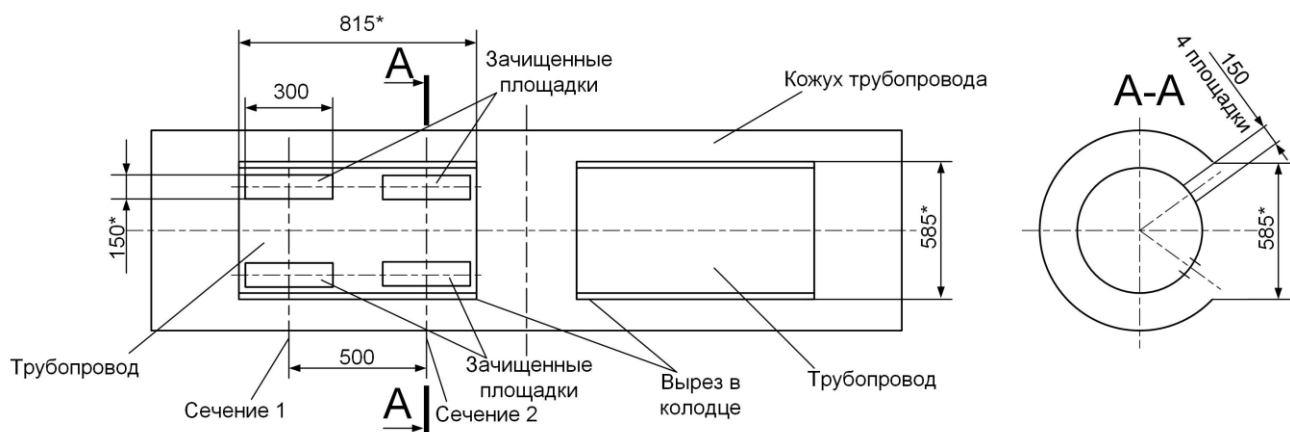 815*
A
Зачищенные
площадки
300
Кожух трубопровода
A-A
150
4 площадки
150*
585*
585*
Трубопровод
500
Зачищенные
площадки
Вырез в
колодце
Трубопровод
Сечение 1
A
Сечение 2